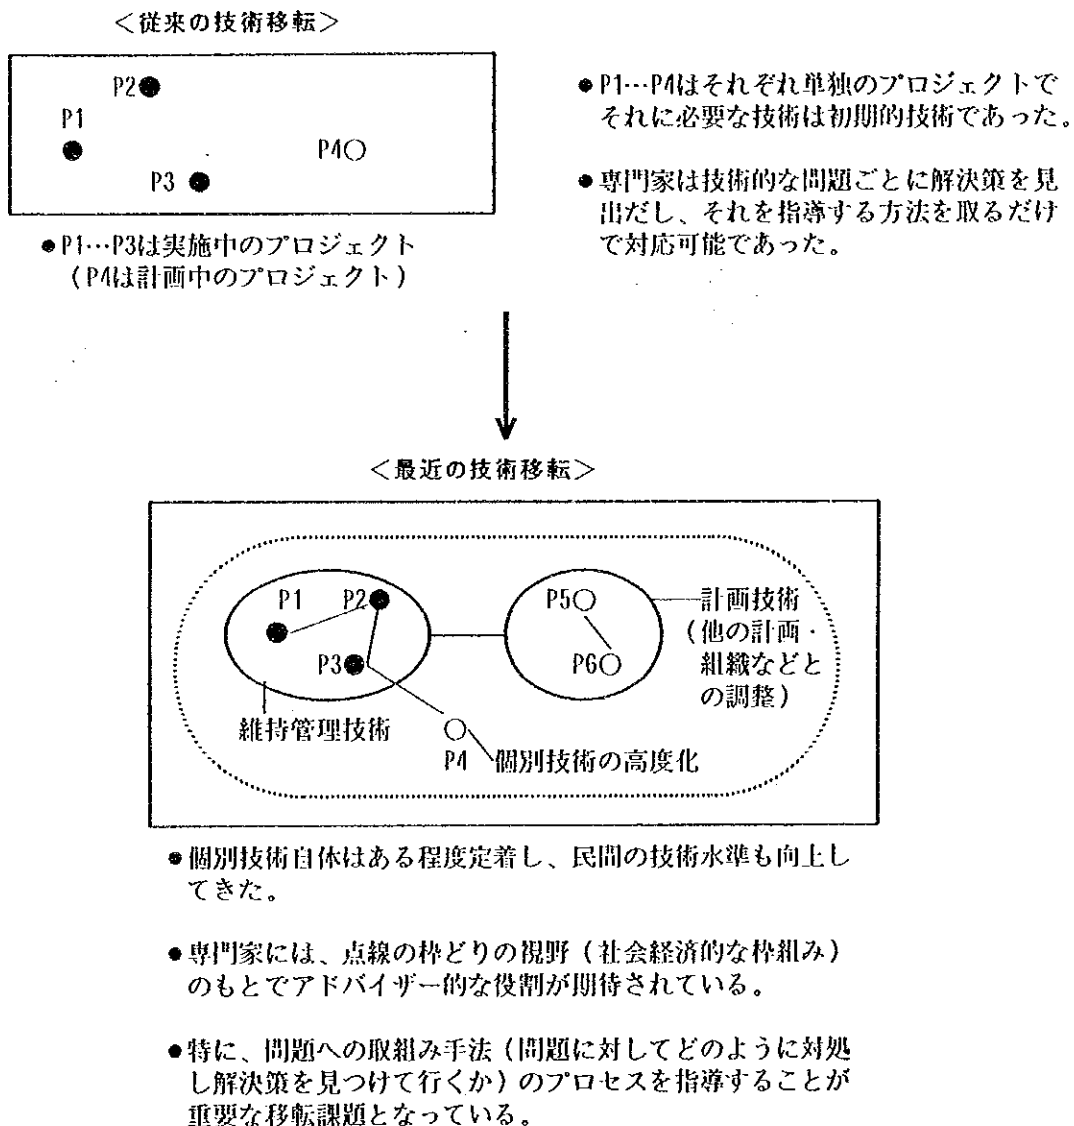 <従来の技術移転>
P2●
P1
●
P4○
P3 ●
●P1…P3は実施中のプロジェクト
(P4は計画中のプロジェクト)
●P1…P4はそれぞれ単独のプロジェクトで
それに必要な技術は初期的技術であった。
●専門家は技術的な問題ごとに解決策を見
出だし、それを指導する方法を取るだけ
で対応可能であった。
<最近の技術移転>
P1 P2●
●
P3●
維持管理技術
P5○
P6○
計画技術
(他の計画・
組織などと
の調整)
○
P4 個別技術の高度化
●個別技術自体はある程度定着し、民間の技術水準も向上し
てきた。
●専門家には、点線の枠どりの視野(社会経済的な枠組み)
のもとでアドバイザー的な役割が期待されている。
●特に、問題への取組み手法(問題に対してどのように対処
し解決策を見つけて行くか)のプロセスを指導することが
重要な移転課題となっている。